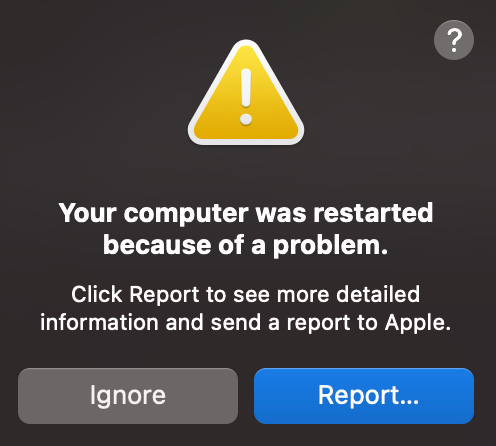 ?
Your computer was restarted
because of a problem.
Click Report to see more detailed
information and send a report to Apple.
Ignore
Report...